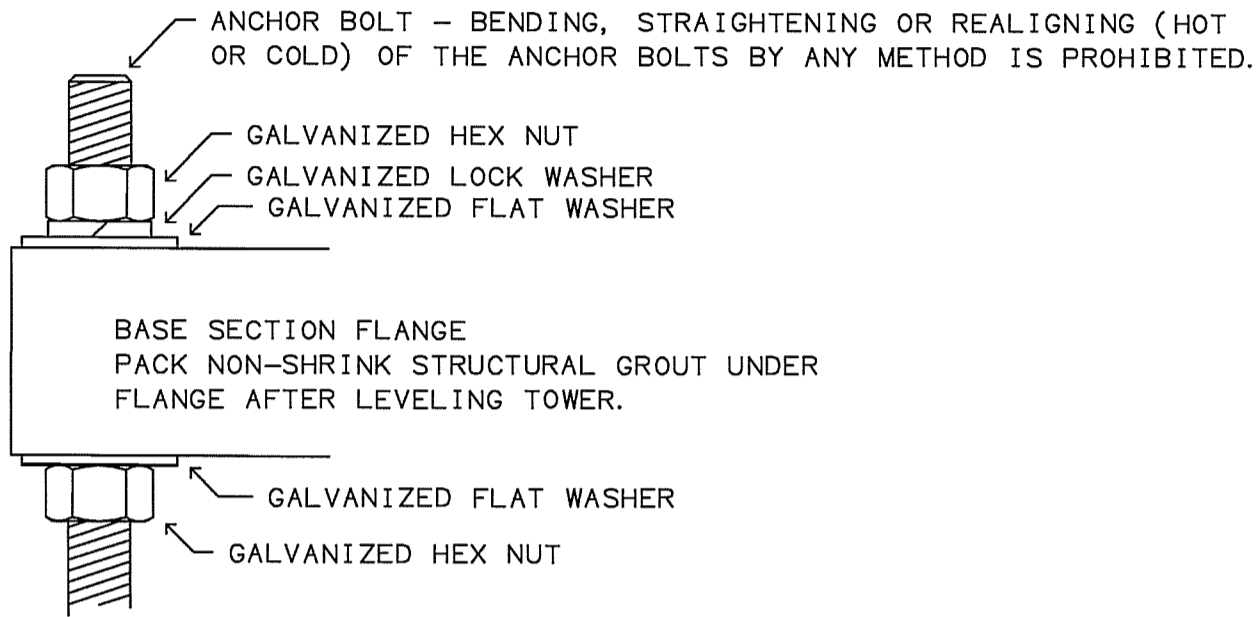 ANCHOR BOLT – BENDING, STRAIGHTENING OR REALIGNING (HOT
OR COLD) OF THE ANCHOR BOLTS BY ANY METHOD IS PROHIBITED.
GALVANIZED HEX NUT
GALVANIZED LOCK WASHER
GALVANIZED FLAT WASHER
BASE SECTION FLANGE
PACK NON–SHRINK STRUCTURAL GROUT UNDER
FLANGE AFTER LEVELING TOWER.
GALVANIZED FLAT WASHER
GALVANIZED HEX NUT